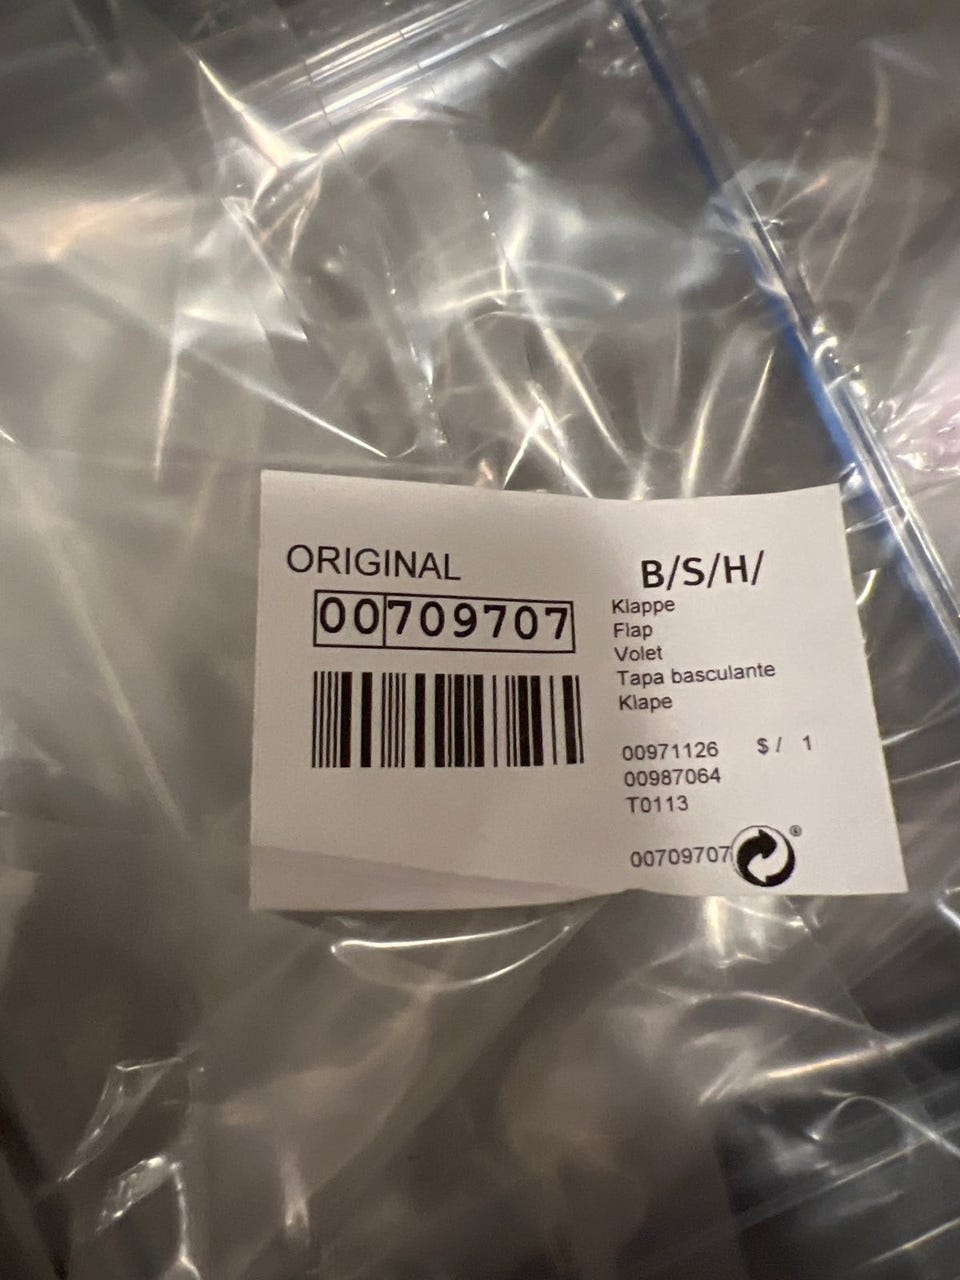 ORIGINAL
00709707
B/S/H/
Klappe
Flap
Volet
Tapa basculante
Klape
00971126 $ / 1
00987064
T0113
00709707
®